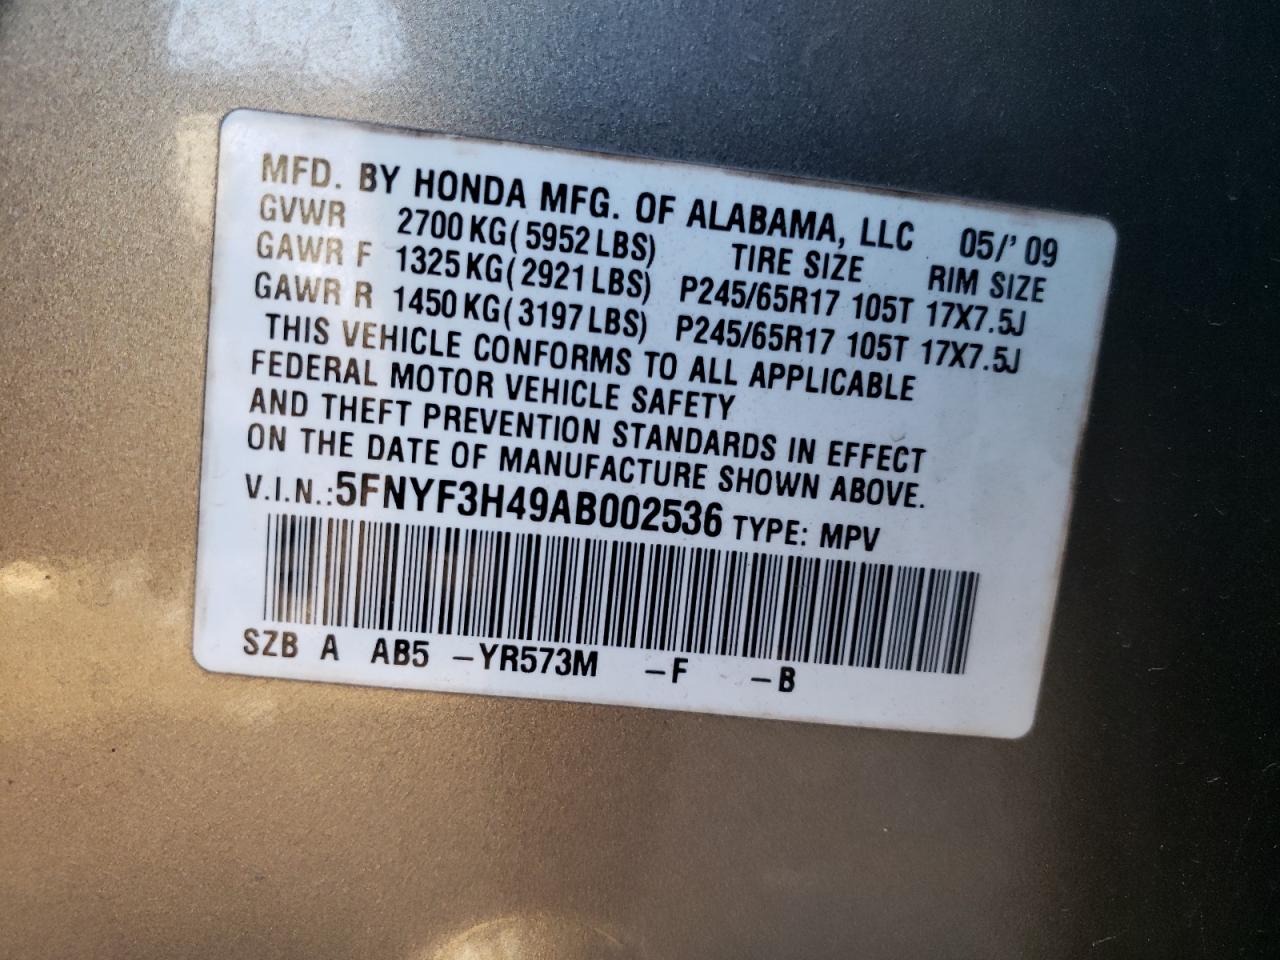 MFD. BY HONDA MFG. OF ALABAMA, LLC 05/' 09
GVWR 2700 KG( 5952 LBS) TIRE SIZE RIM SIZE
GAWR F 1325 KG( 2921 LBS) P245/65R17 105T 17X7.5J
GAWR R 1450 KG( 3197 LBS) P245/65R17 105T 17X7.5J
THIS VEHICLE CONFORMS TO ALL APPLICABLE
FEDERAL MOTOR VEHICLE SAFETY
AND THEFT PREVENTION STANDARDS IN EFFECT
ON THE DATE OF MANUFACTURE SHOWN ABOVE.
V.I.N.:5FNYF3H49AB002536 TYPE: MPV
SZB A AB5 –YR573M –F –B